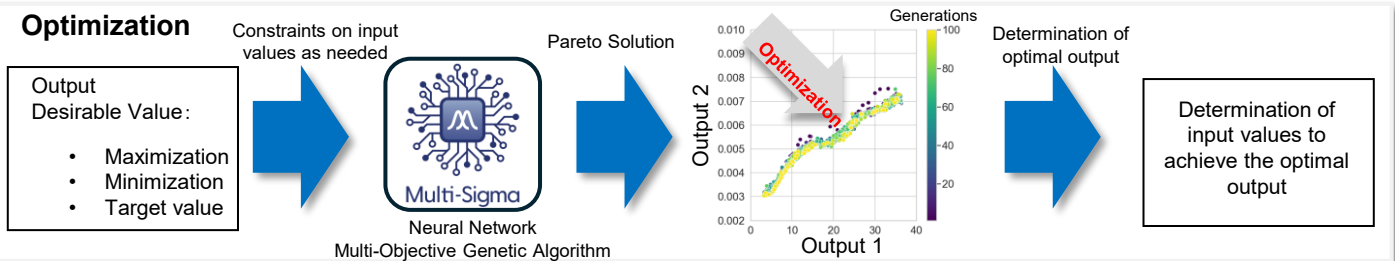 Optimization
Output
Desirable Value：
• Maximization
• Minimization
• Target value
Constraints on input
values as needed
Multi-Sigma
Neural Network
Multi-Objective Genetic Algorithm
Pareto Solution
Generations
0.010
0.009
0.008
0.007
0.006
0.005
0.004
0.003
0.002
Output 2
Optimization
0
10
20
30
40
Output 1
100
80
60
40
20
Determination of
optimal output
Determination of
input values to
achieve the optimal
output